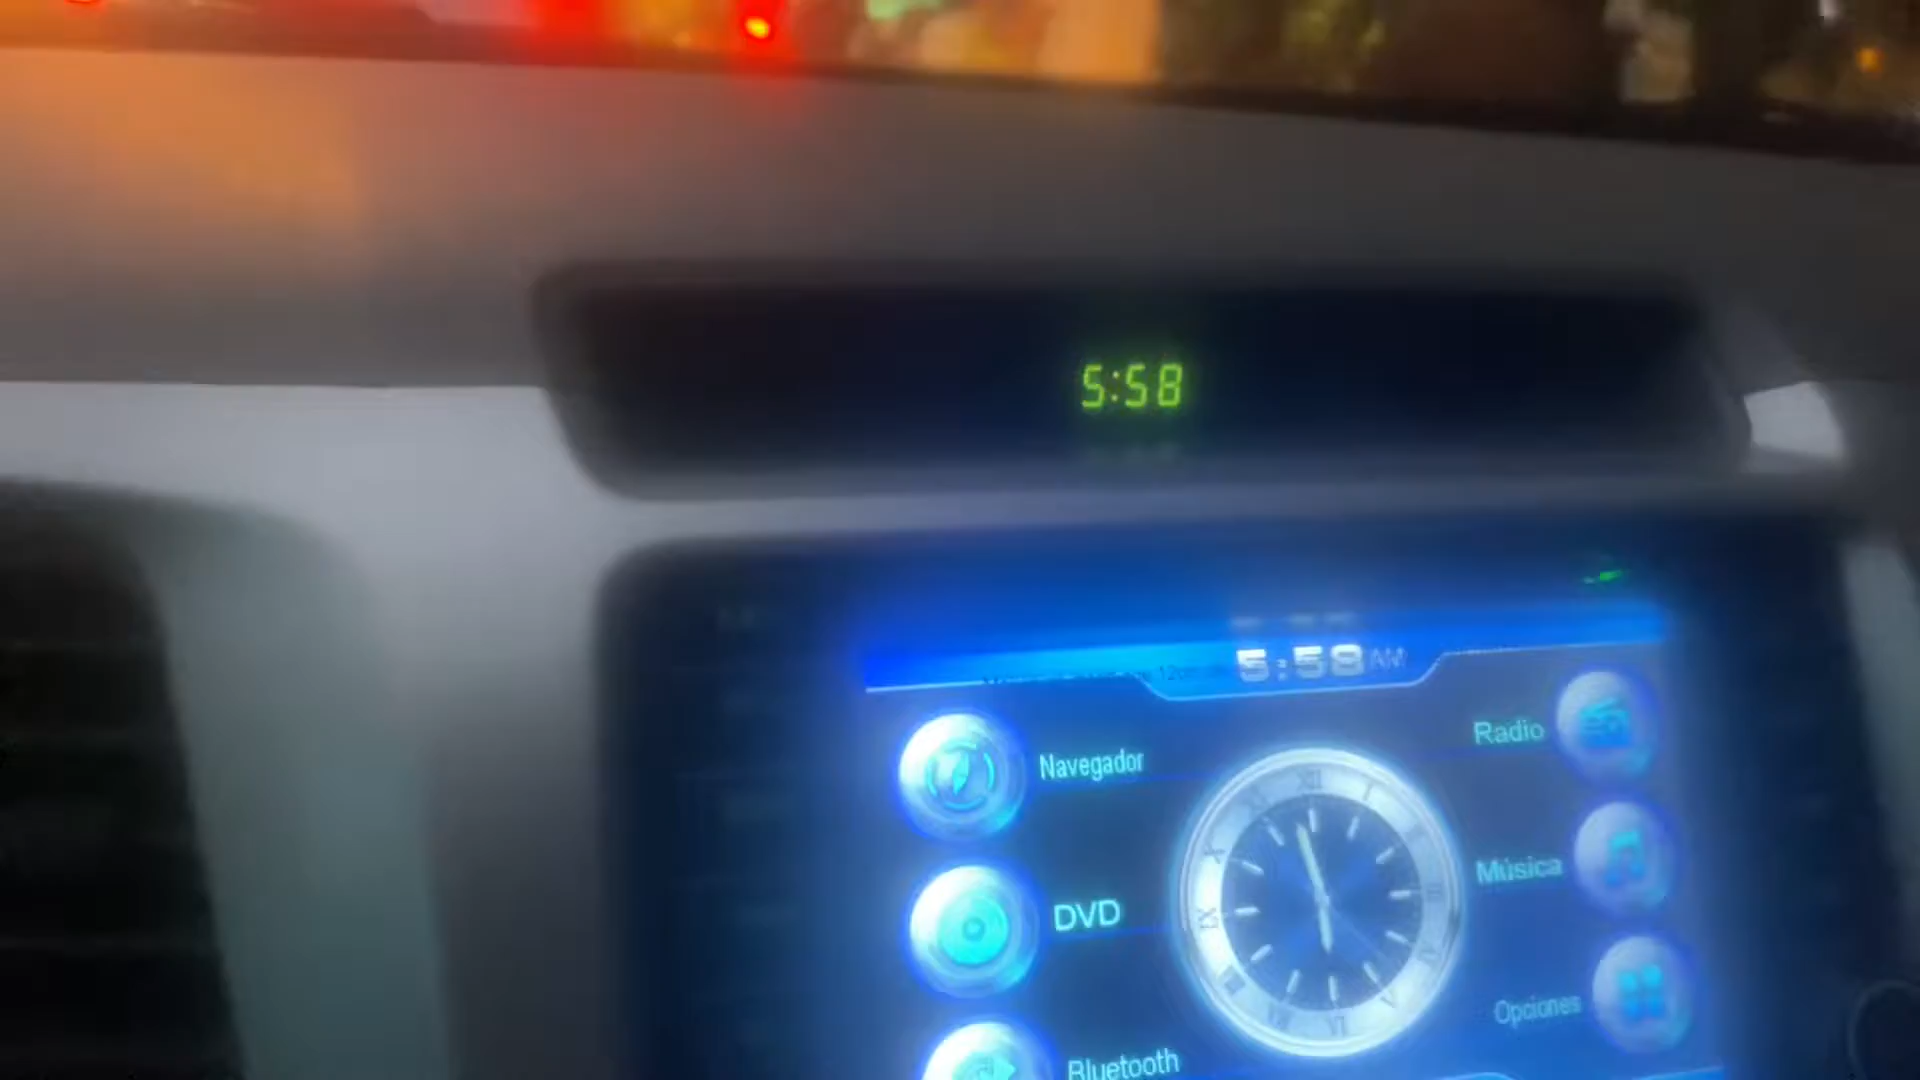 5:58
5:58 AM
Navegador
Radio
DVD
Música
Opciones
Bluetooth